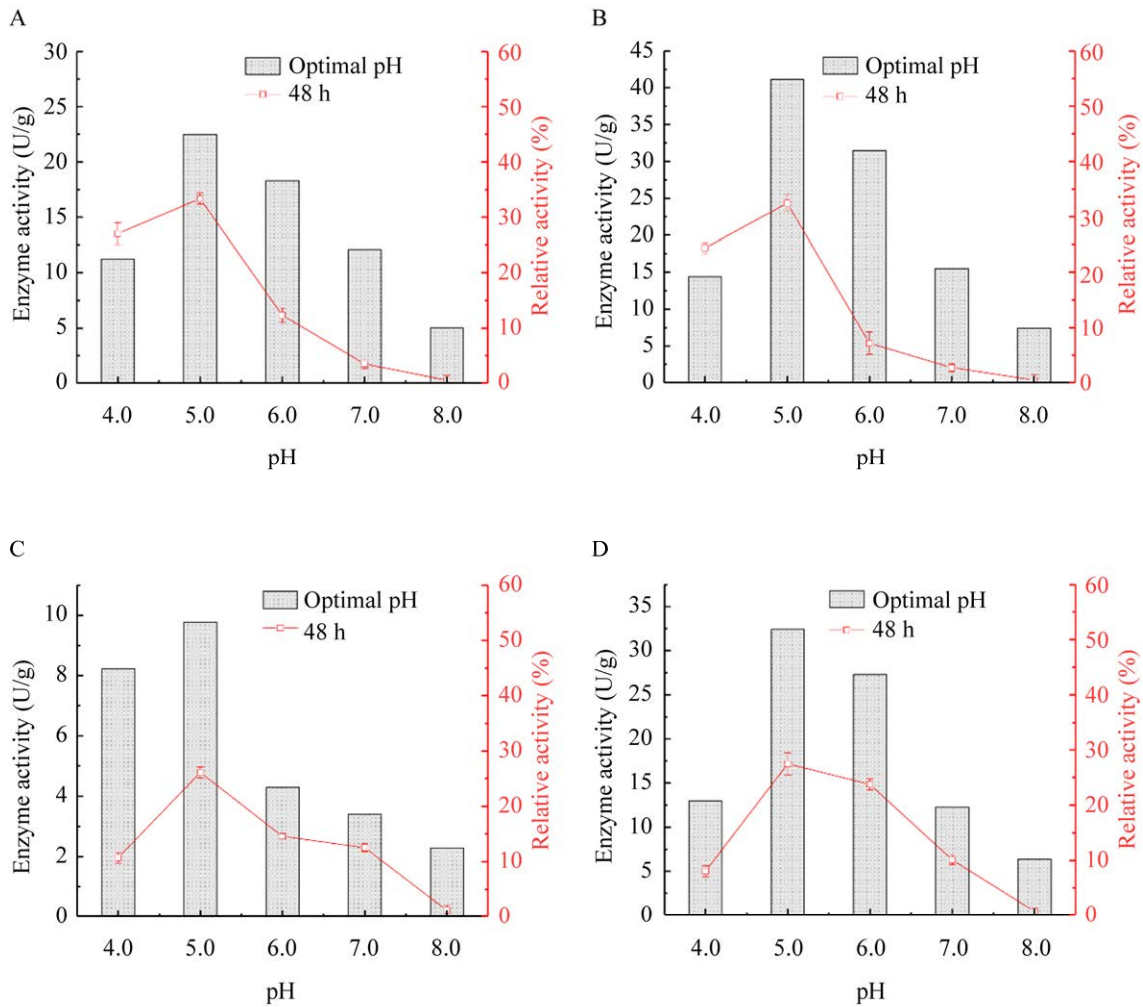 A
Enzyme activity (U/g)
30
25
20
15
10
5
0
Optimal pH
48 h
60
50
40
30
20
10
0
Relative activity (%)
4.0 5.0 6.0 7.0 8.0
pH
B
Enzyme activity (U/g)
45
40
35
30
25
20
15
10
5
0
Optimal pH
48 h
60
50
40
30
20
10
0
Relative activity (%)
4.0 5.0 6.0 7.0 8.0
pH
C
Enzyme activity (U/g)
10
8
6
4
2
0
Optimal pH
48 h
60
50
40
30
20
10
0
Relative activity (%)
4.0 5.0 6.0 7.0 8.0
pH
D
Enzyme activity (U/g)
35
30
25
20
15
10
5
0
Optimal pH
48 h
60
50
40
30
20
10
0
Relative activity (%)
4.0 5.0 6.0 7.0 8.0
pH